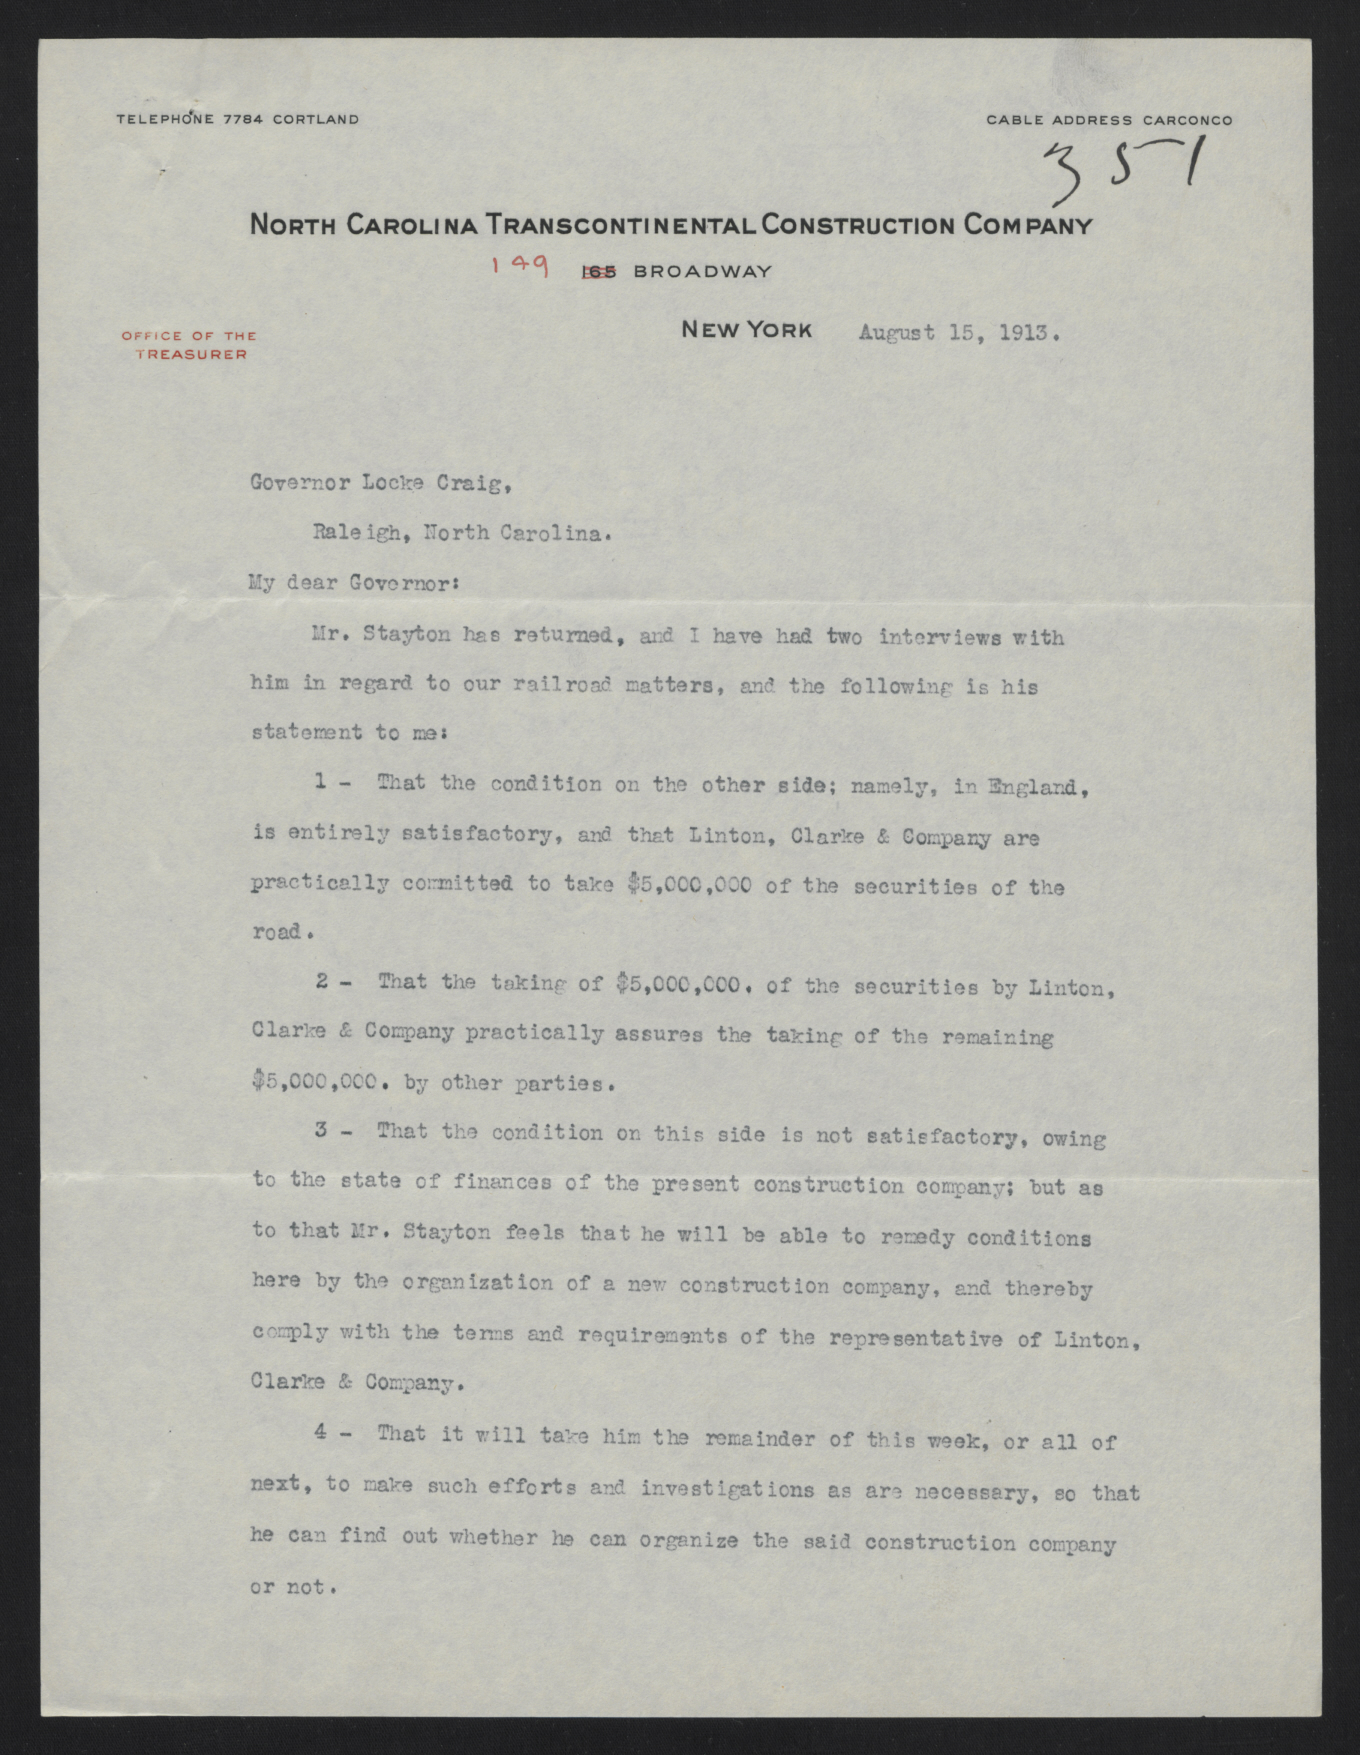 TELEPHONE 7784 CORTLAND
CABLE ADDRESS CARCONCO
351
NORTH CAROLINA TRANSCONTINENTAL CONSTRUCTION COMPANY
149 165 BROADWAY
NEW YORK August 15, 1913.
OFFICE OF THE
TREASURER
Governor Locke Craig,
Raleigh, North Carolina.
My dear Governor:
Mr. Stayton has returned, and I have had two interviews with
him in regard to our railroad matters, and the following is his
statement to me:
1 - That the condition on the other side; namely, in England,
is entirely satisfactory, and that Linton, Clarke & Company are
practically committed to take $5,000,000 of the securities of the
road.
2 - That the taking of $5,000,000. of the securities by Linton,
Clarke & Company practically assures the taking of the remaining
$5,000,000. by other parties.
3 - That the condition on this side is not satisfactory, owing
to the state of finances of the present construction company; but as
to that Mr. Stayton feels that he will be able to remedy conditions
here by the organization of a new construction company, and thereby
comply with the terms and requirements of the representative of Linton,
Clarke & Company.
4 - That it will take him the remainder of this week, or all of
next, to make such efforts and investigations as are necessary, so that
he can find out whether he can organize the said construction company
or not.